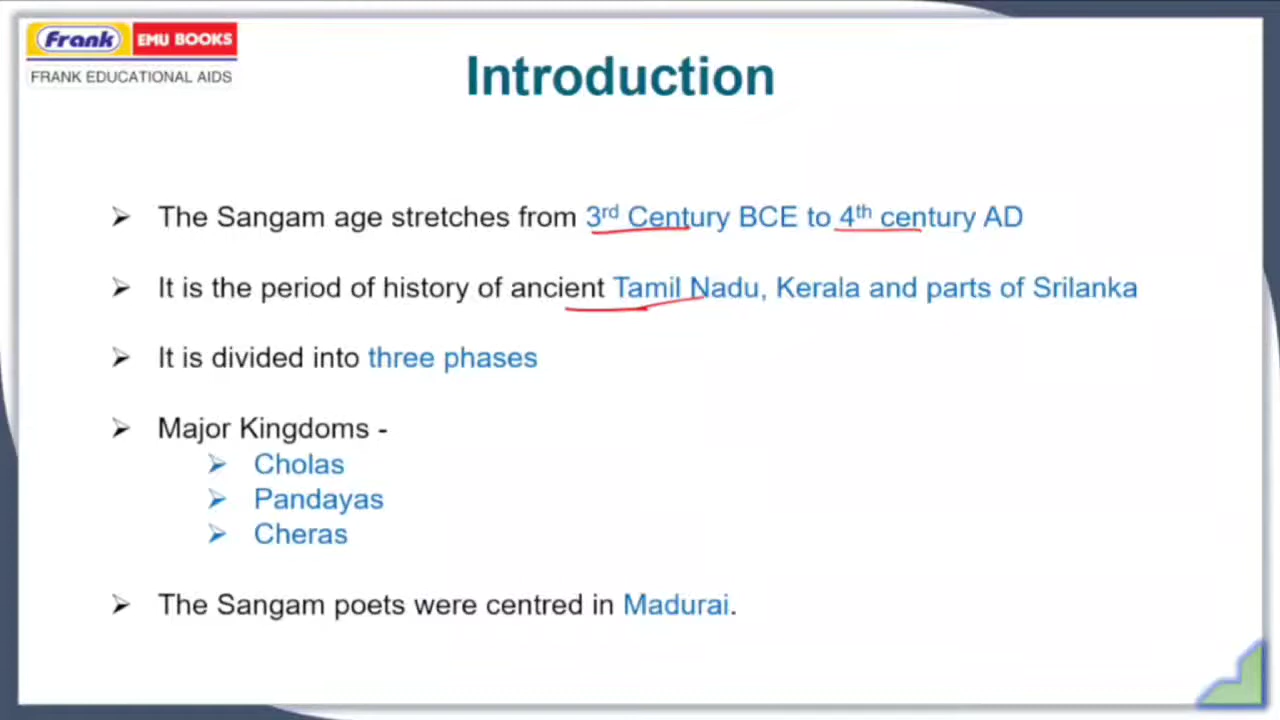 Frank EMU BOOKS
FRANK EDUCATIONAL AIDS
Introduction
➢ The Sangam age stretches from 3rd Century BCE to 4th century AD
➢ It is the period of history of ancient Tamil Nadu, Kerala and parts of Srilanka
➢ It is divided into three phases
➢ Major Kingdoms -
➢ Cholas
➢ Pandayas
➢ Cheras
➢ The Sangam poets were centred in Madurai.